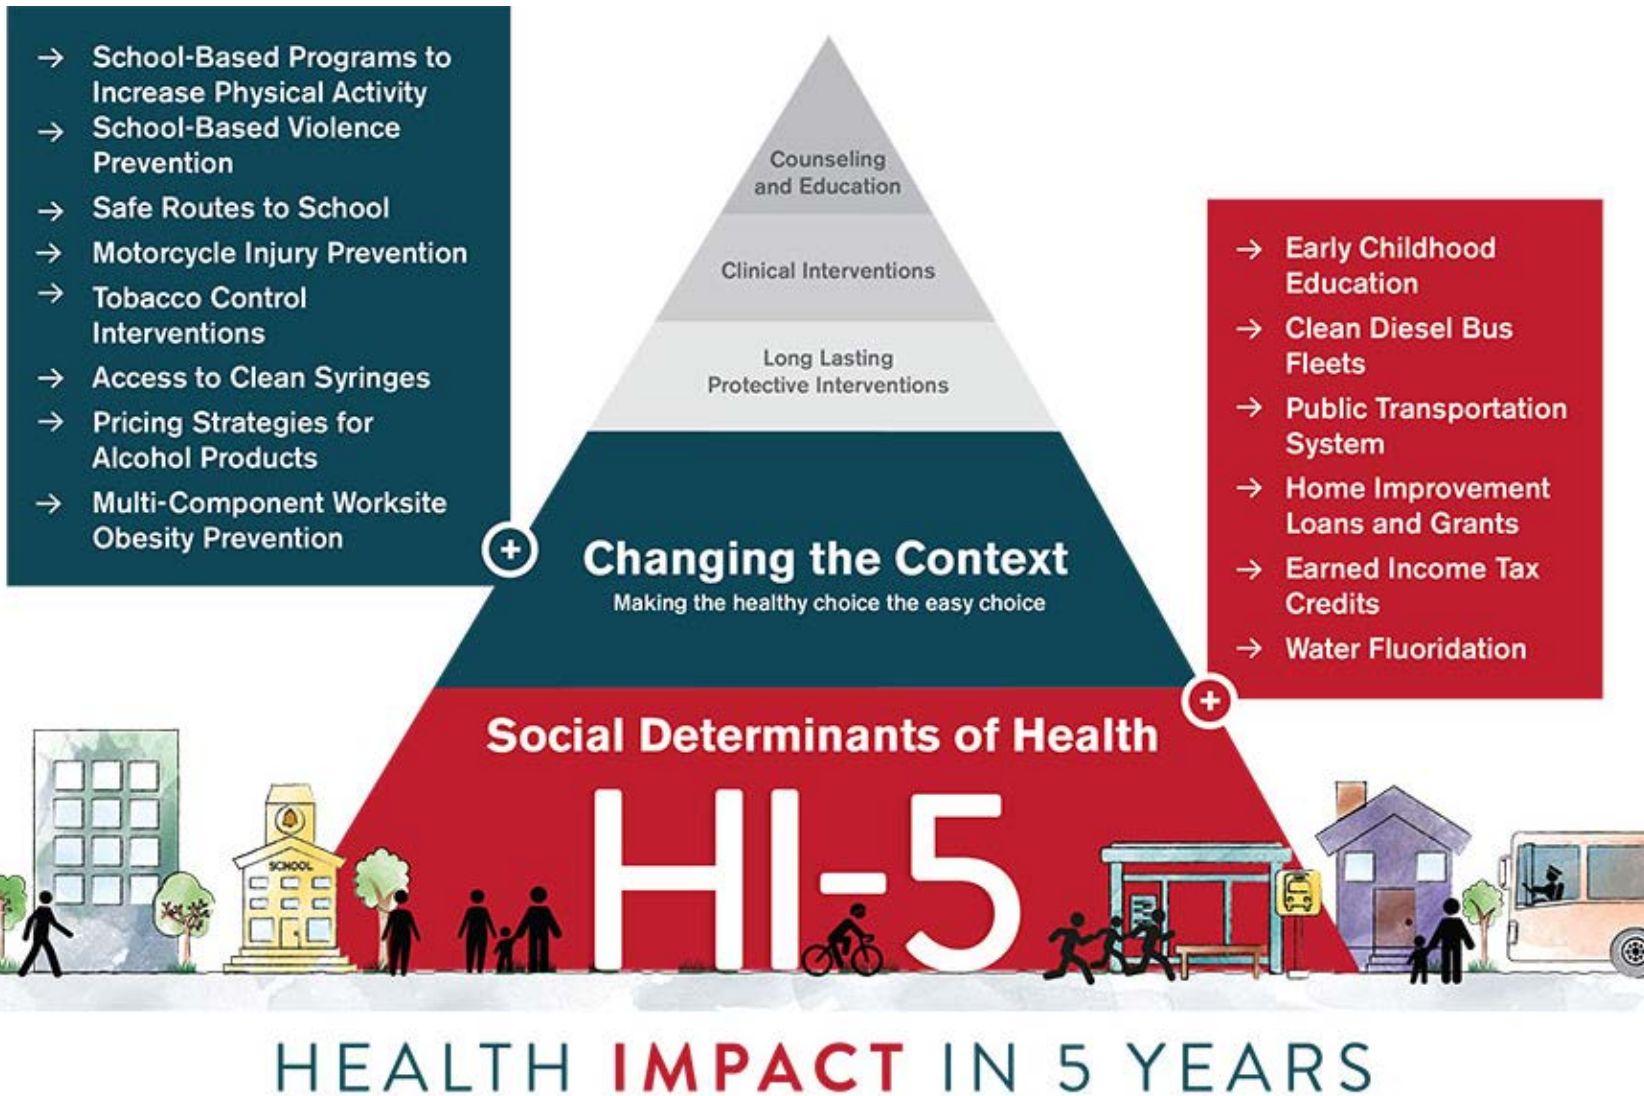 → School-Based Programs to
Increase Physical Activity
→ School-Based Violence
Prevention
→ Safe Routes to School
→ Motorcycle Injury Prevention
→ Tobacco Control
Interventions
→ Access to Clean Syringes
→ Pricing Strategies for
Alcohol Products
→ Multi-Component Worksite
Obesity Prevention
Counseling
and Education
Clinical Interventions
Long Lasting
Protective Interventions
Changing the Context
Making the healthy choice the easy choice
→ Early Childhood
Education
→ Clean Diesel Bus
Fleets
→ Public Transportation
System
→ Home Improvement
Loans and Grants
→ Earned Income Tax
Credits
→ Water Fluoridation
Social Determinants of Health
HI-5
SCHOOL
HEALTH IMPACT IN 5 YEARS